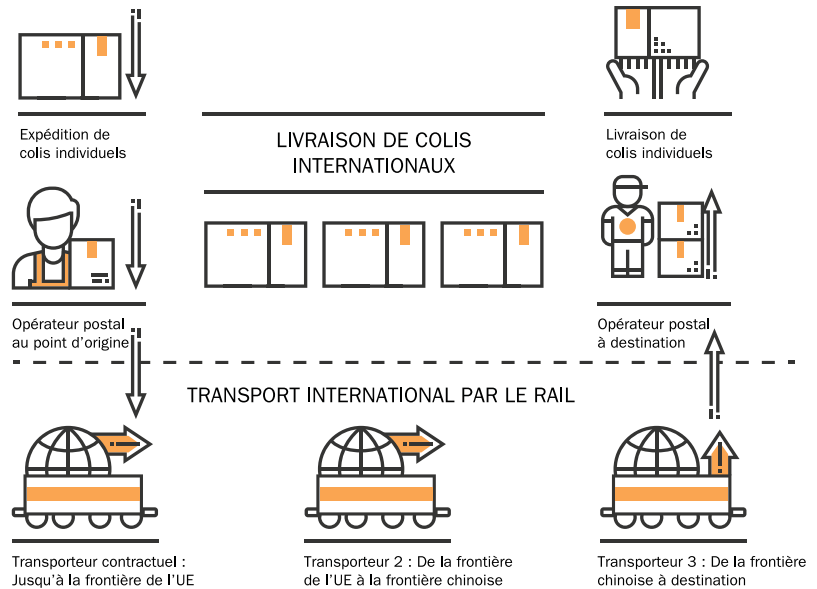 Expédition de
colis individuels
LIVRAISON DE COLIS
INTERNATIONAUX
Livraison de
colis individuels
Opérateur postal
au point d'origine
Opérateur postal
à destination
TRANSPORT INTERNATIONAL PAR LE RAIL
Transporteur contractuel :
Jusqu'à la frontière de l'UE
Transporteur 2 : De la frontière
de l'UE à la frontière chinoise
Transporteur 3 : De la frontière
chinoise à destination